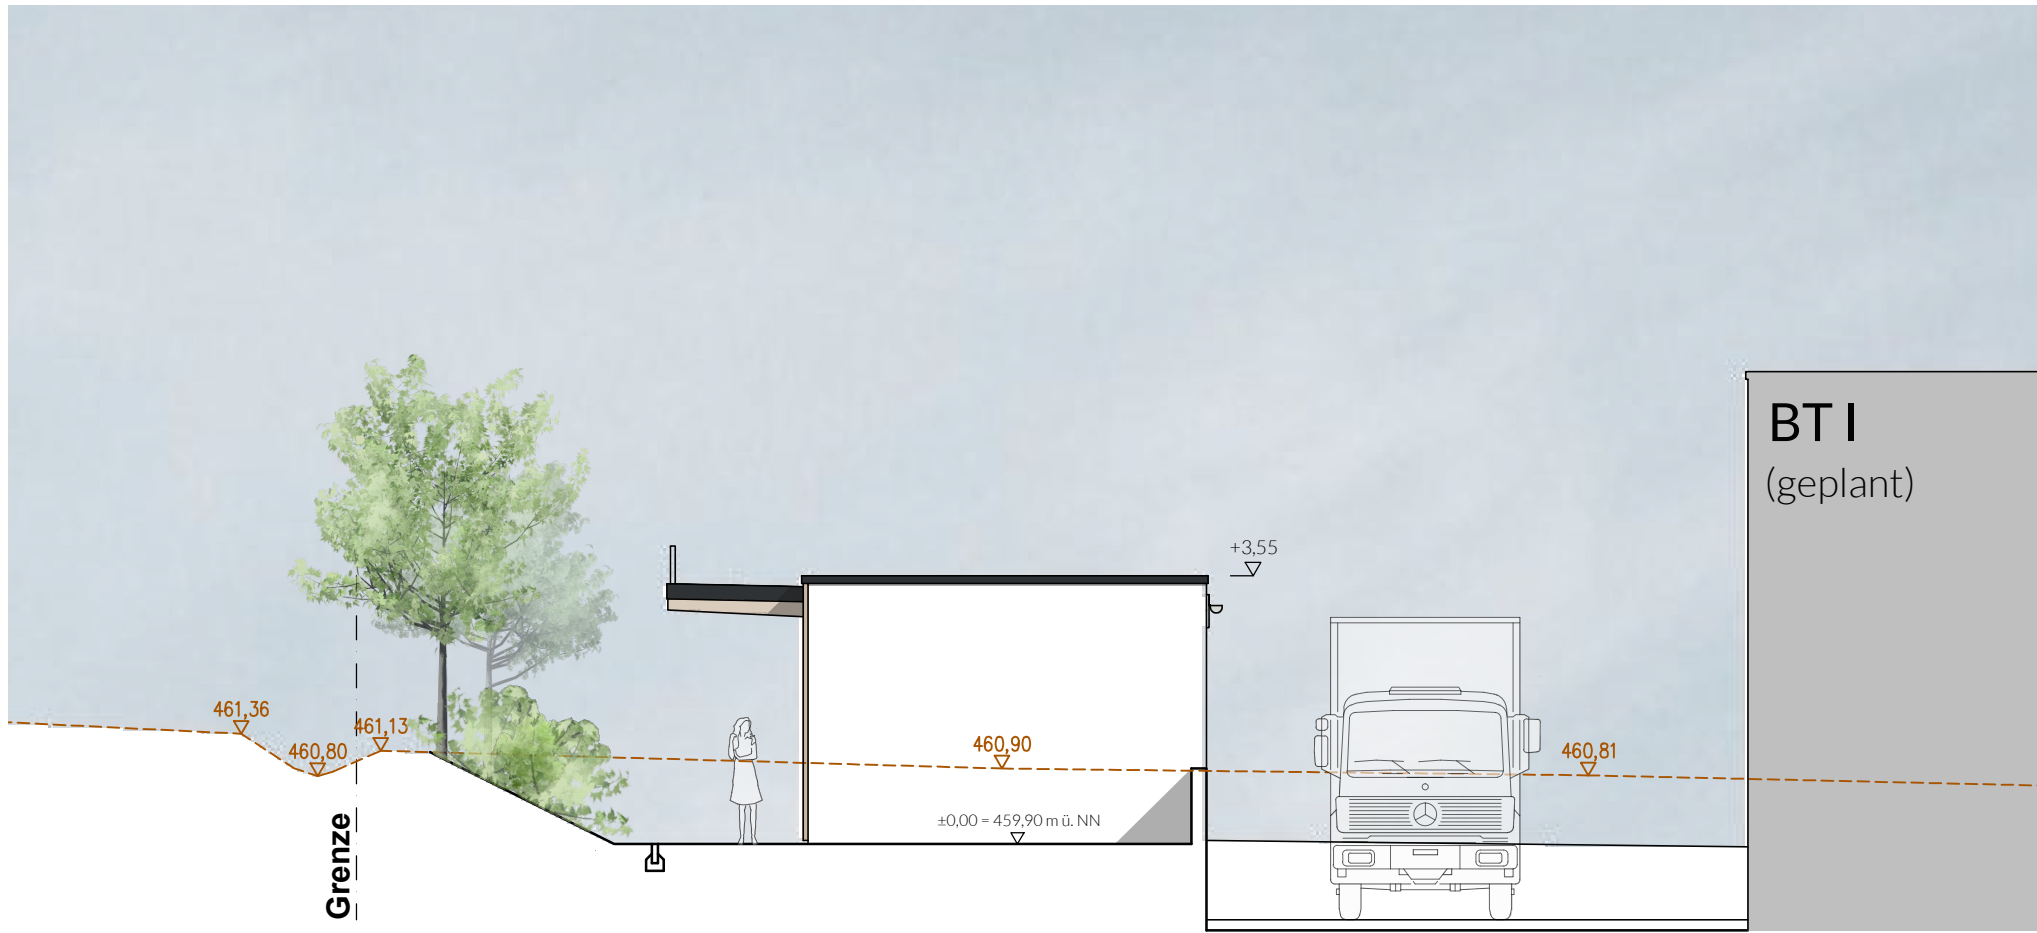 BT I
(geplant)
+3,55
461,36
461,13
460,80
460,90
460,81
±0,00 = 459,90 m ü. NN
Grenze